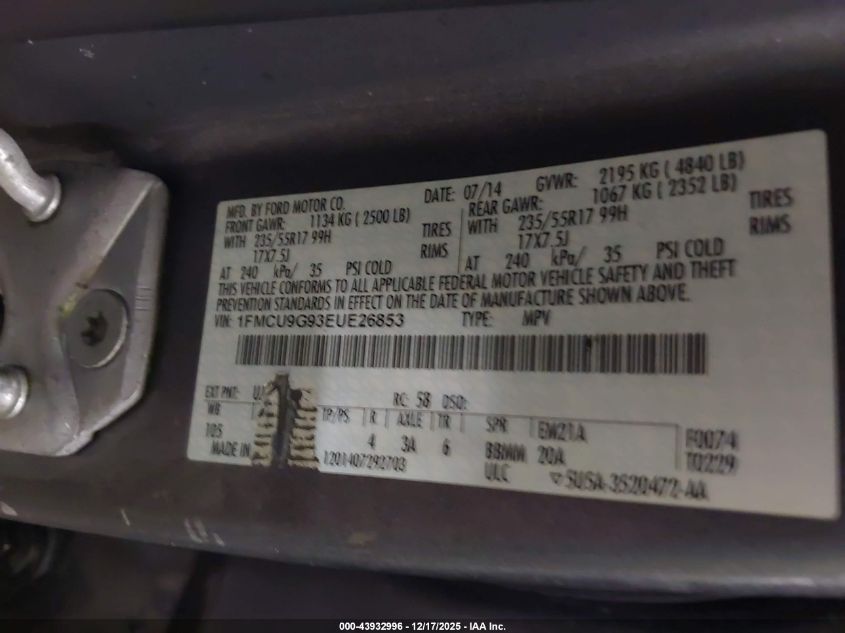 MFD. BY FORD MOTOR CO.
DATE: 07/14
GVWR: 2195 KG ( 4840 LB)
FRONT GAWR: 1134 KG ( 2500 LB)
REAR GAWR: 1067 KG ( 2352 LB)
WITH 235/55R17 99H TIRES
WITH 235/55R17 99H TIRES
17X7.5J RIMS
17X7.5J RIMS
AT 240 kPa/ 35 PSI COLD
AT 240 kPa/ 35 PSI COLD
THIS VEHICLE CONFORMS TO ALL APPLICABLE FEDERAL MOTOR VEHICLE SAFETY AND THEFT
PREVENTION STANDARDS IN EFFECT ON THE DATE OF MANUFACTURE SHOWN ABOVE.
VIN: 1FMCU9G93EUE26853 TYPE: MPV
EXT PNT: UJ RC: 58 DSO:
WB TP/PS R AXLE TR SPR EM21A F0074
105 4 3A 6 BBMM 20A T0229
MADE IN 1201407292703 ULC 5USA-3520472-AA
000-43932996 - 12/17/2025 - IAA Inc.